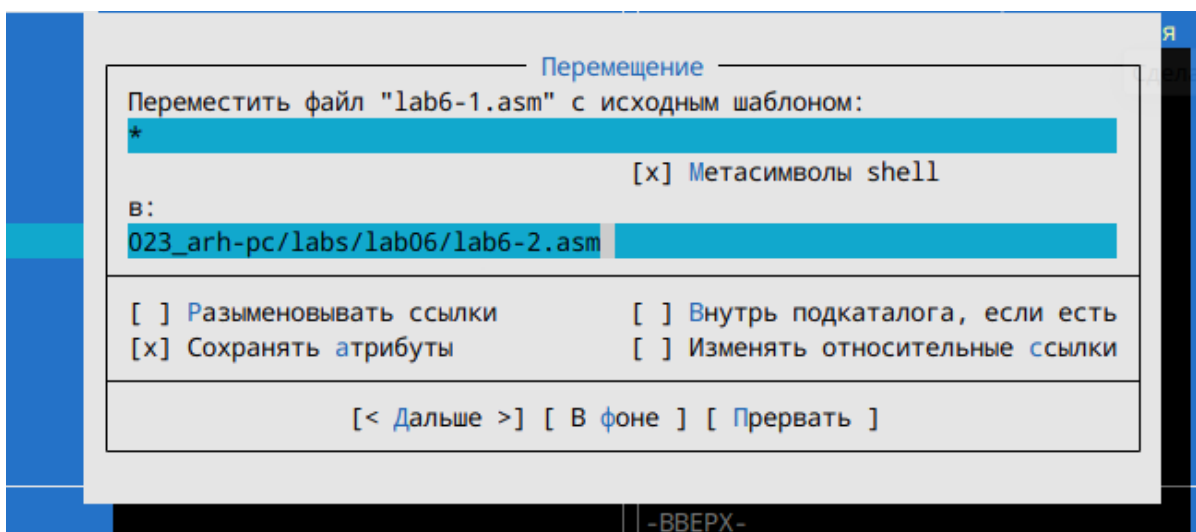 я
Перемещение
Переместить файл "lab6-1.asm" с исходным шаблоном:
*
[x] Метасимволы shell
в:
023_arh-pc/labs/lab06/lab6-2.asm
[ ] Разыменовывать ссылки [ ] Внутрь подкаталога, если есть
[x] Сохранять атрибуты [ ] Изменять относительные ссылки
[< Дальше >] [ В фоне ] [ Прервать ]
-ВВЕРХ-